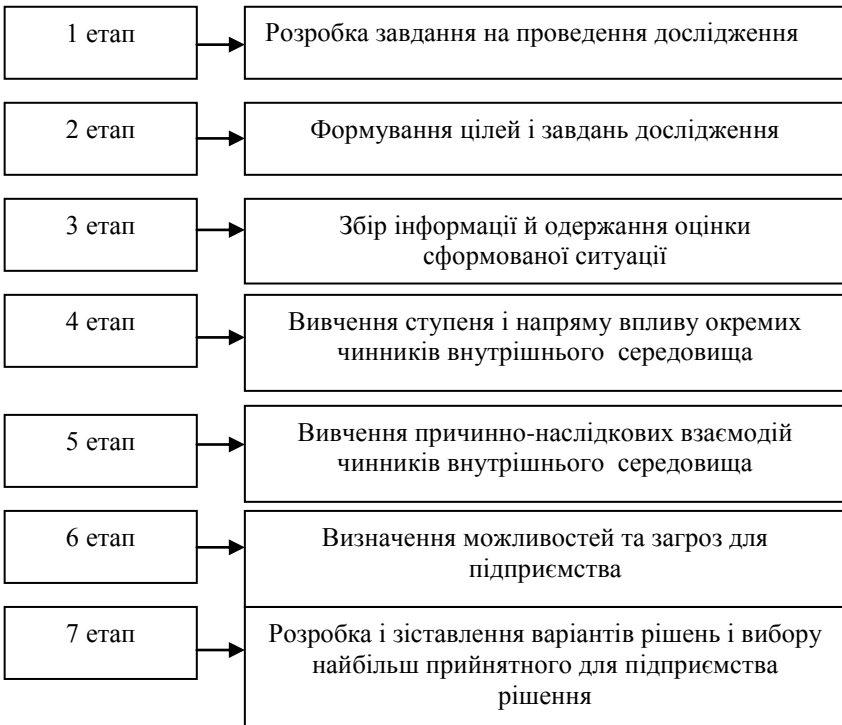 1 етап
Розробка завдання на проведення дослідження
2 етап
Формування цілей і завдань дослідження
3 етап
Збір інформації й одержання оцінки
сформованої ситуації
4 етап
Вивчення ступеня і напряму впливу окремих
чинників внутрішнього середовища
5 етап
Вивчення причинно-наслідкових взаємодій
чинників внутрішнього середовища
6 етап
Визначення можливостей та загроз для
підприємства
7 етап
Розробка і зіставлення варіантів рішень і вибору
найбільш прийнятного для підприємства
рішення